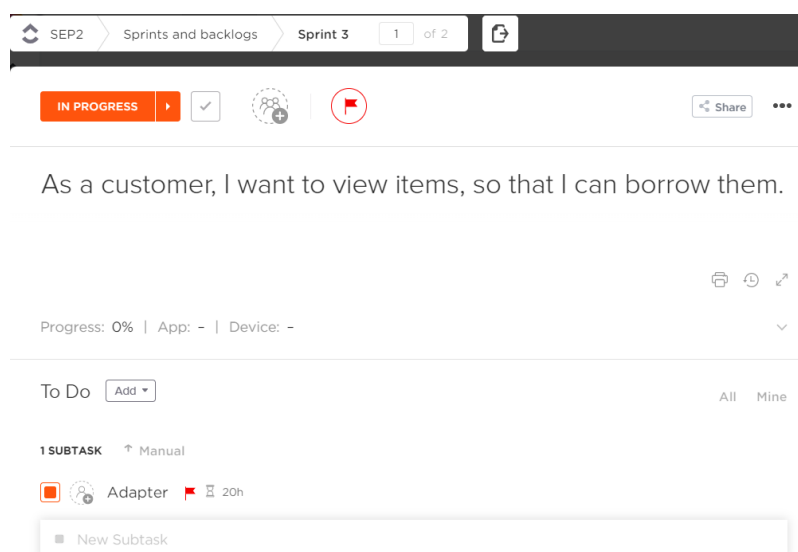 SEP2 Sprints and backlogs Sprint 3 1 of 2
IN PROGRESS Share
As a customer, I want to view items, so that I can borrow them.
Progress: 0% | App: – | Device: –
To Do Add
All Mine
1 SUBTASK Manual
Adapter 20h
New Subtask